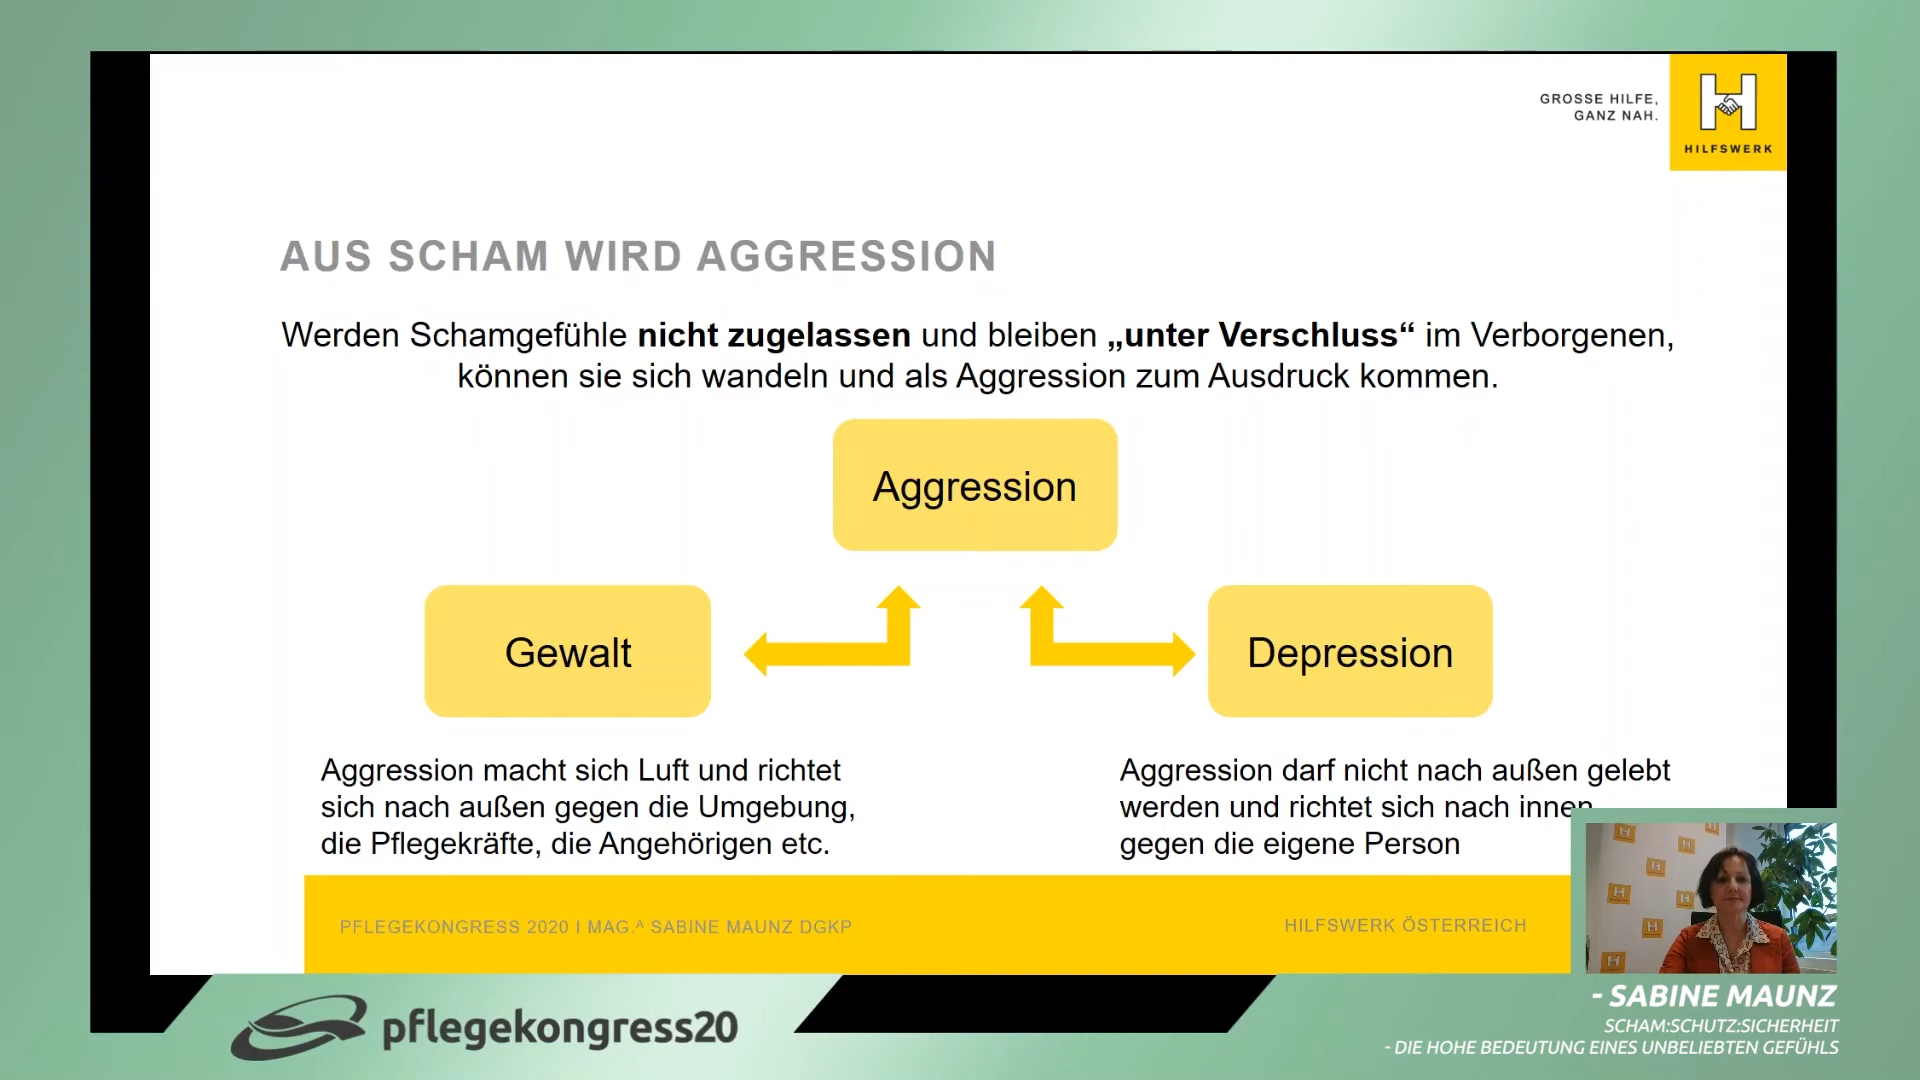 GROSSE HILFE,
GANZ NAH.
HILFSWERK
AUS SCHAM WIRD AGGRESSION
Werden Schamgefühle nicht zugelassen und bleiben „unter Verschluss“ im Verborgenen,
können sie sich wandeln und als Aggression zum Ausdruck kommen.
Aggression
Gewalt
Depression
Aggression macht sich Luft und richtet
sich nach außen gegen die Umgebung,
die Pflegekräfte, die Angehörigen etc.
Aggression darf nicht nach außen gelebt
werden und richtet sich nach innen
gegen die eigene Person
PFLEGEKONGRESS 2020 I MAG.ᴬ SABINE MAUNZ DGKP
HILFSWERK ÖSTERREICH
pflegekongress20
- SABINE MAUNZ
SCHAM:SCHUTZ:SICHERHEIT
- DIE HOHE BEDEUTUNG EINES UNBELIEBTEN GEFÜHLS